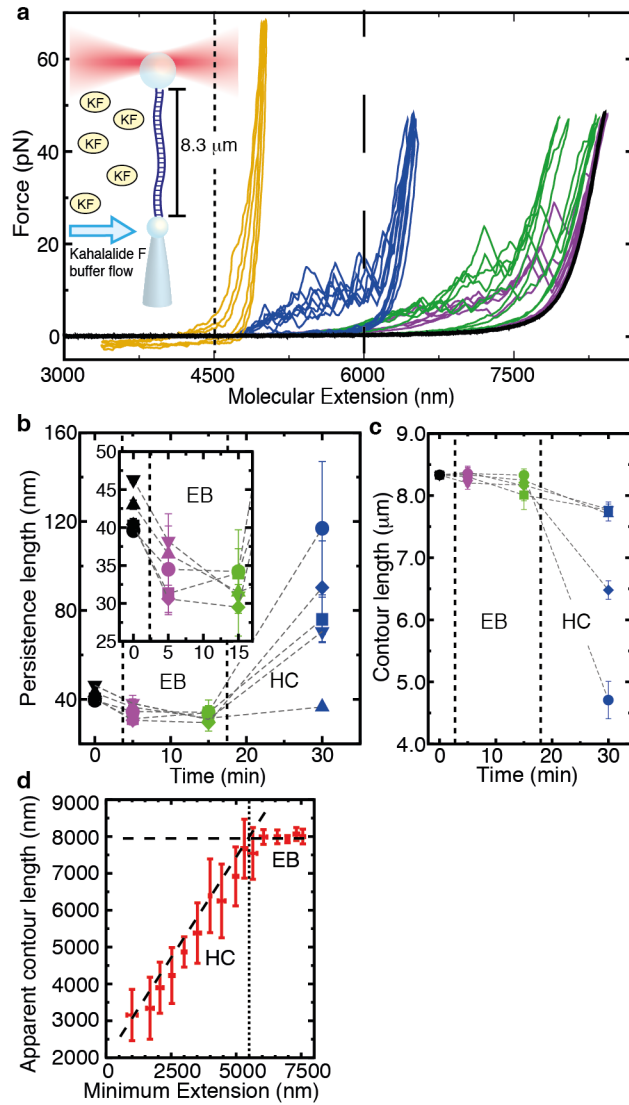 a
60
40
20
0
Force (pN)
KF
KF
KF
KF
KF
8.3 μm
Kahalalide F
buffer flow
3000
4500
6000
7500
Molecular Extension (nm)
b
160
120
80
40
Persistence length (nm)
50
45
40
35
30
25
EB
0
5
10
15
EB
HC
0
10
20
30
Time (min)
c
9.0
8.0
7.0
6.0
5.0
4.0
Contour length (μm)
EB
HC
0
10
20
30
Time (min)
d
9000
8000
7000
6000
5000
4000
3000
2000
Apparent contour length (nm)
EB
HC
0
2500
5000
7500
Minimum Extension (nm)